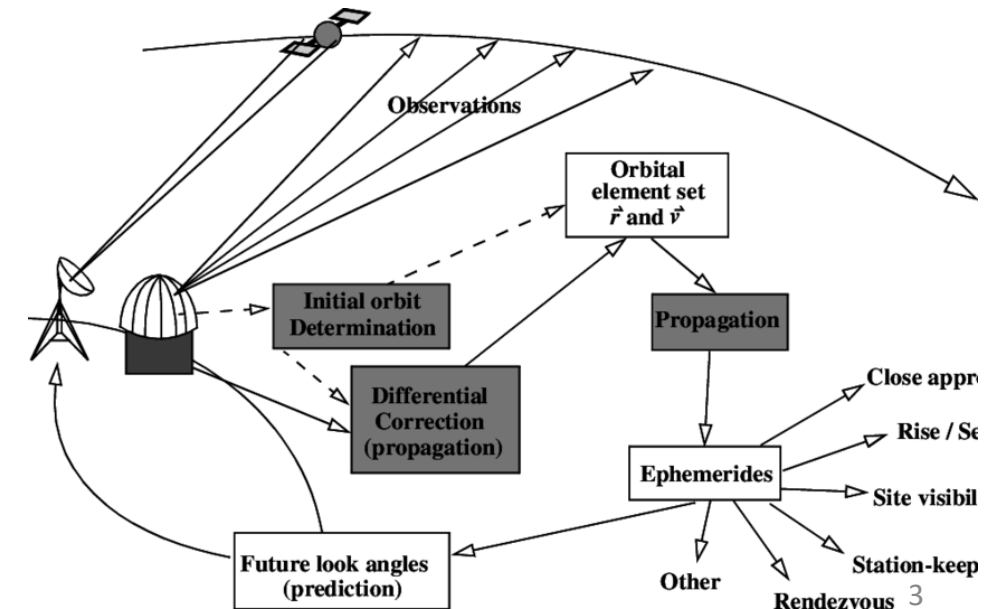 Observations
Orbital
element set
r⃗ and v⃗
Initial orbit
Determination
Propagation
Differential
Correction
(propagation)
Close appr
Rise / Se
Ephemerides
Site visibil
Station-keep
Future look angles
(prediction)
Other
Rendezvous
3